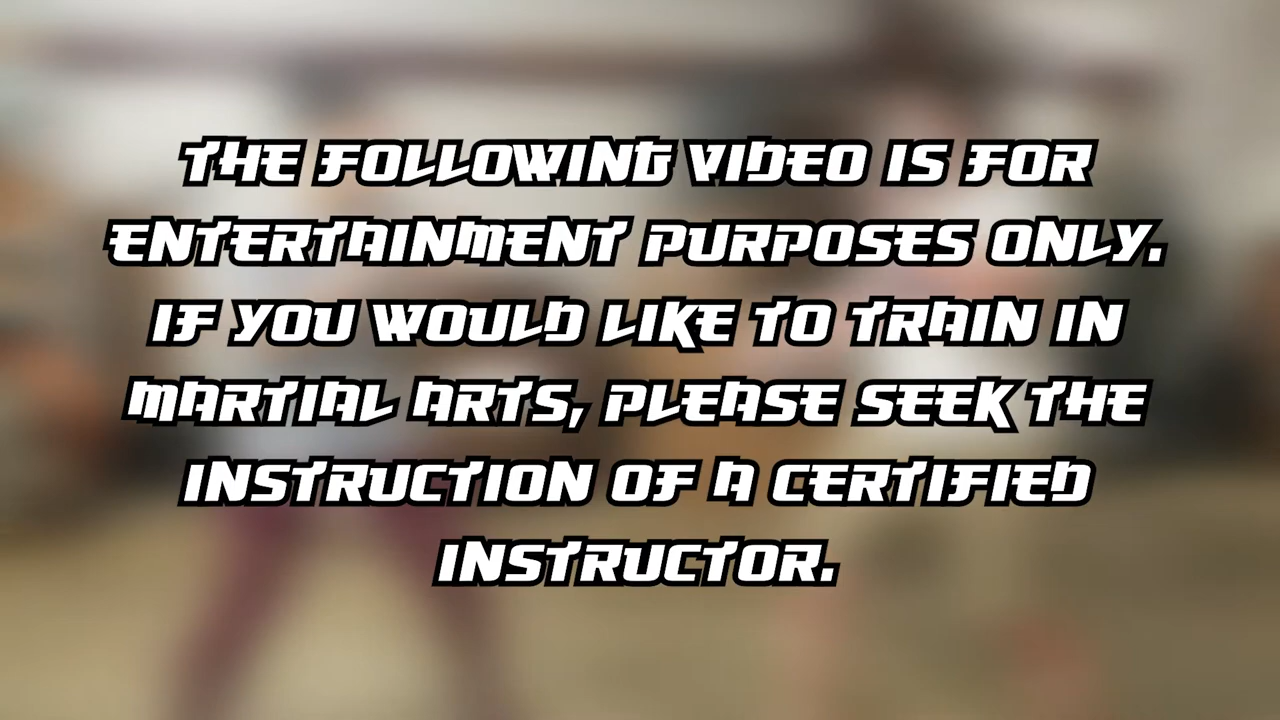 THE FOLLOWING VIDEO IS FOR
ENTERTAINMENT PURPOSES ONLY.
IF YOU WOULD LIKE TO TRAIN IN
MARTIAL ARTS, PLEASE SEEK THE
INSTRUCTION OF A CERTIFIED
INSTRUCTOR.